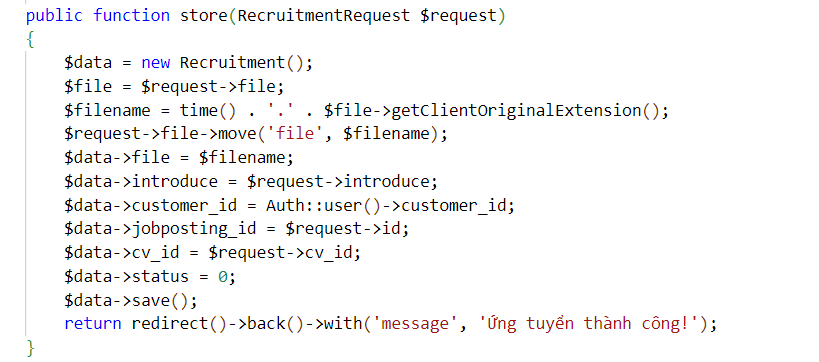 public function store(RecruitmentRequest $request)
{
    $data = new Recruitment();
    $file = $request->file;
    $filename = time() . '.' . $file->getClientOriginalExtension();
    $request->file->move('file', $filename);
    $data->file = $filename;
    $data->introduce = $request->introduce;
    $data->customer_id = Auth::user()->customer_id;
    $data->jobposting_id = $request->id;
    $data->cv_id = $request->cv_id;
    $data->status = 0;
    $data->save();
    return redirect()->back()->with('message', 'Ứng tuyển thành công!');
}